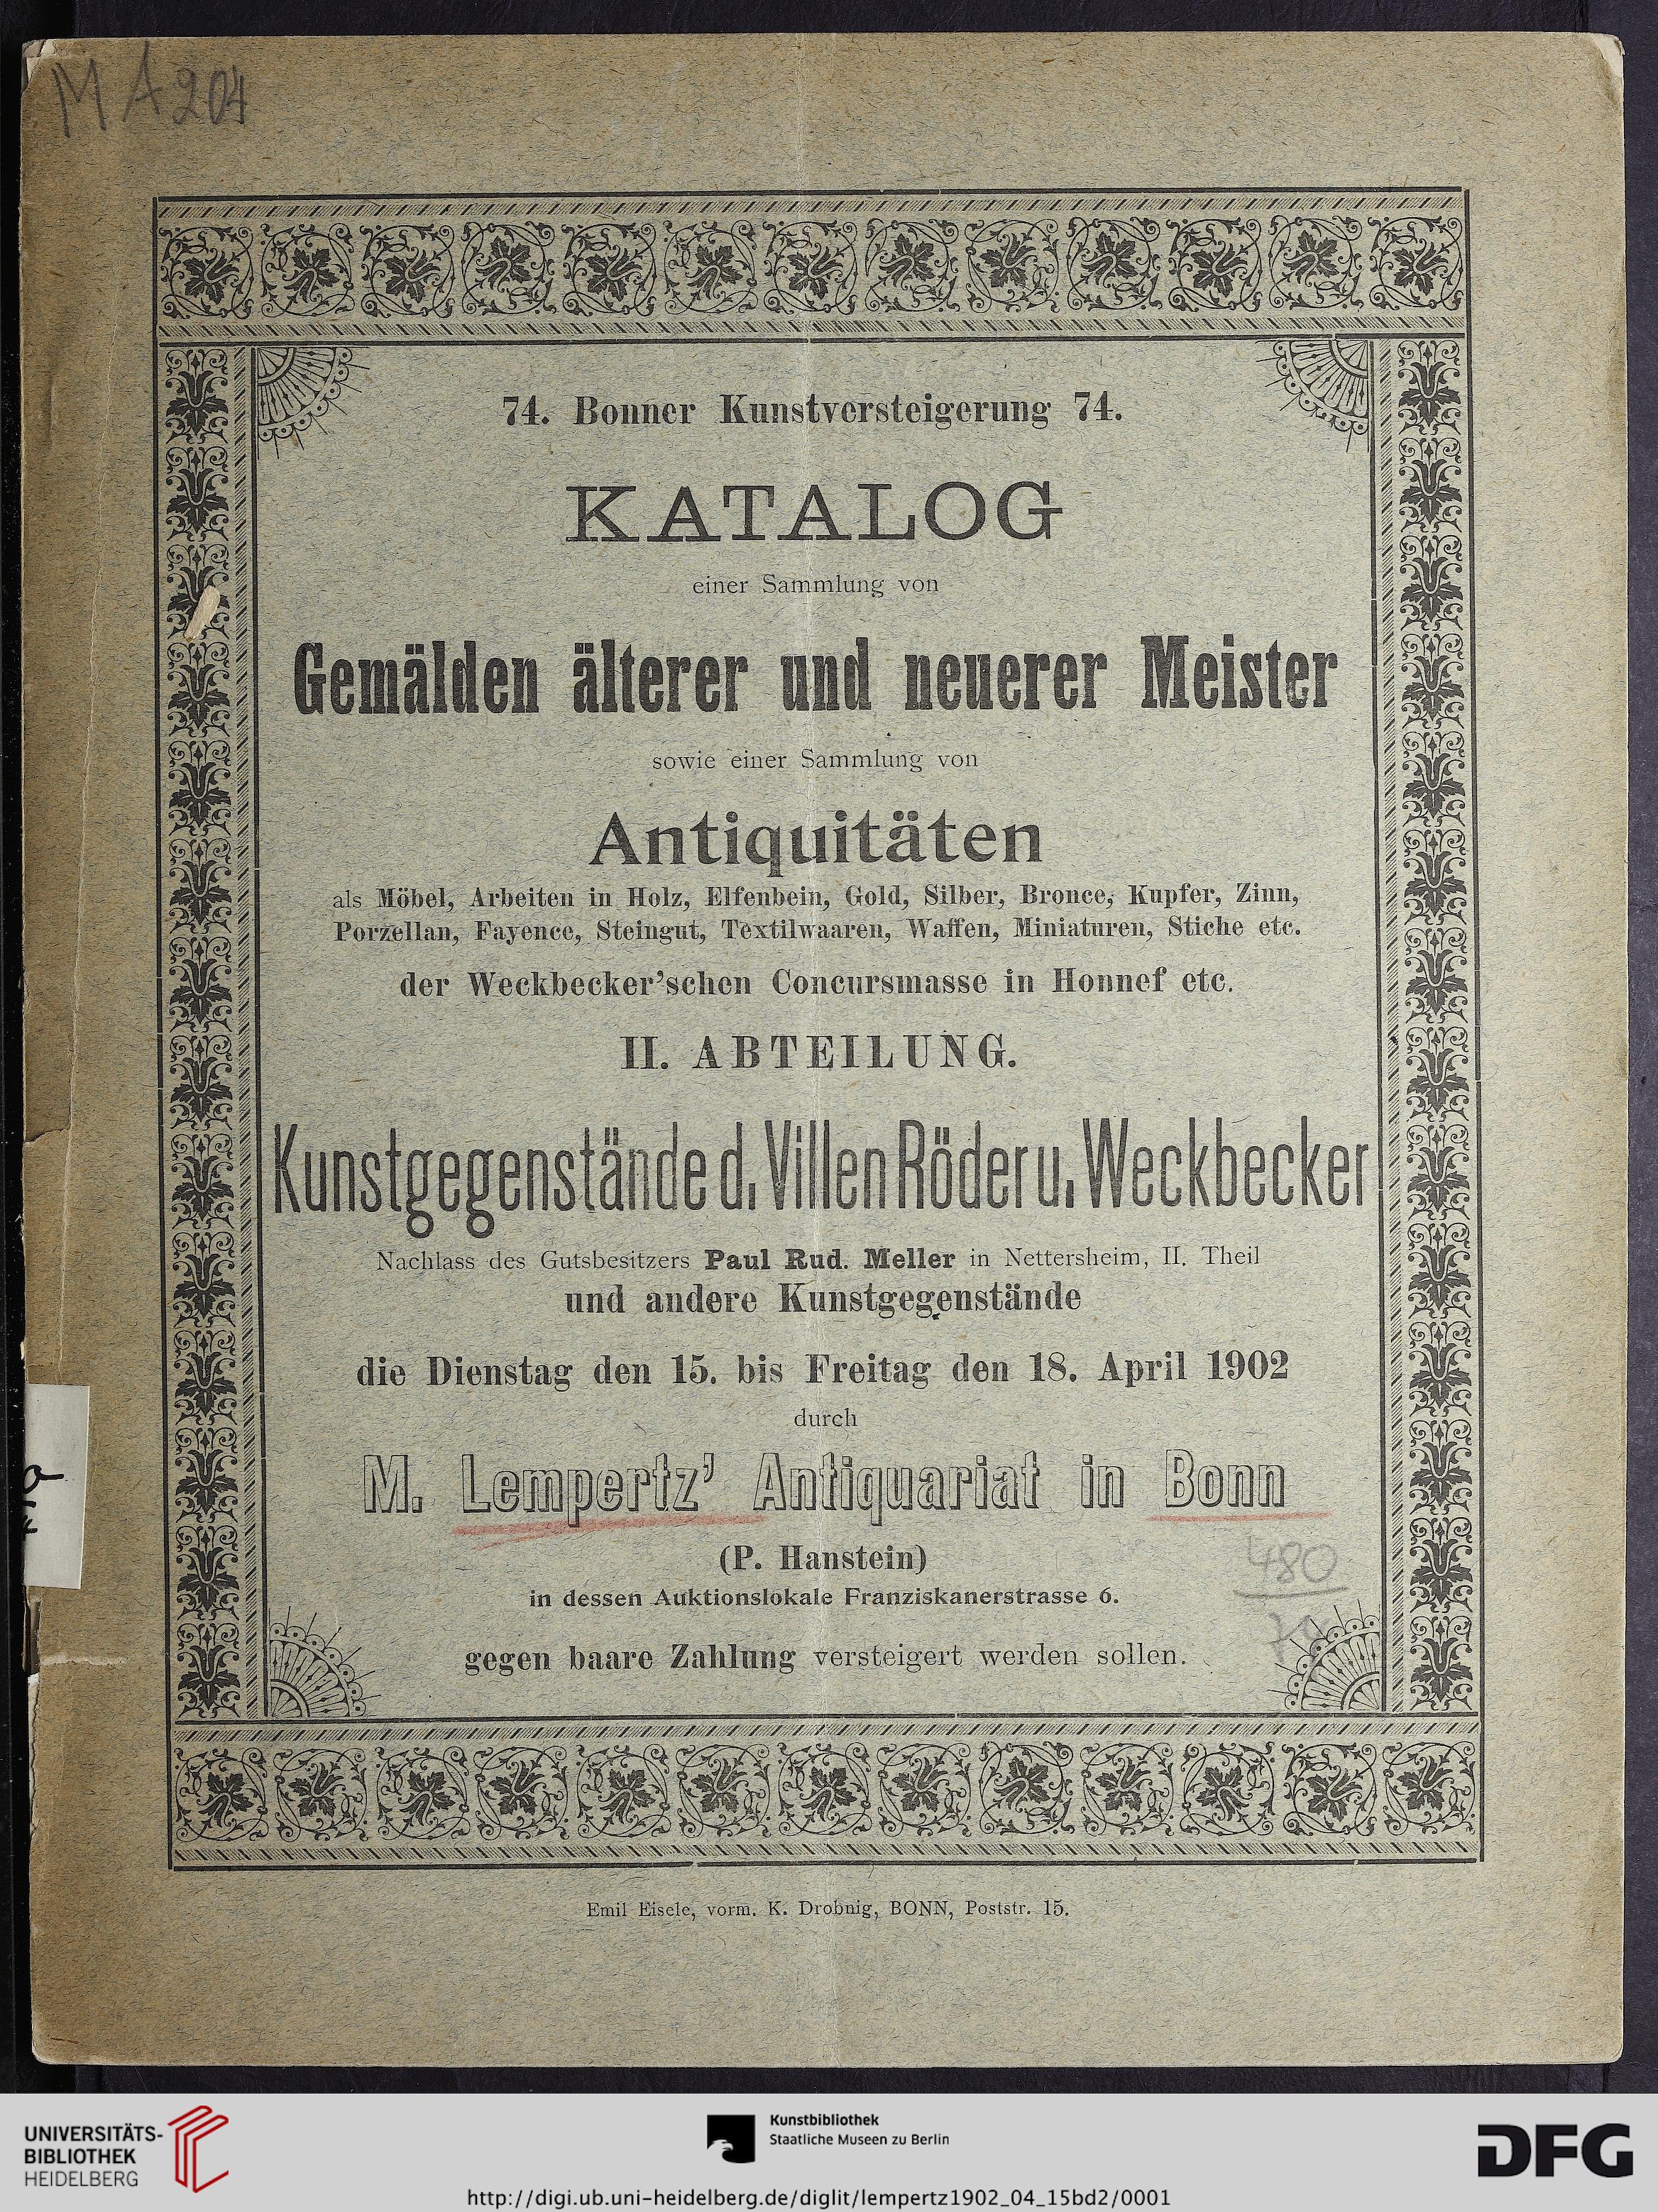 MA204
74. Bonner Kunstversteigerung 74.
KATALOG
einer Sammlung von
Gemälden älterer und neuerer Meister
sowie einer Sammlung von
Antiquitäten
als Möbel, Arbeiten in Holz, Elfenbein, Gold, Silber, Bronce, Kupfer, Zinn,
Porzellan, Fayence, Steingut, Textilwaaren, Waffen, Miniaturen, Stiche etc.
der Weckbecker'schen Concursmasse in Honnef etc.
II. ABTEILUNG.
Kunstgegenstände d. Villen Röder u. Weckbecker
Nachlass des Gutsbesitzers Paul Rud. Meller in Nettersheim, II. Theil
und andere Kunstgegenstände
die Dienstag den 15. bis Freitag den 18. April 1902
durch
M. Lempertz' Antiquariat in Bonn
(P. Hanstein)
480
in dessen Auktionslokale Franziskanerstrasse 6.
gegen baare Zahlung versteigert werden sollen.
Emil Eisele, vorm. K. Drobnig, BONN, Poststr. 15.
UNIVERSITÄTS-
BIBLIOTHEK
HEIDELBERG
Kunstbibliothek
Staatliche Museen zu Berlin
DFG
http://digi.ub.uni-heidelberg.de/diglit/lempertz1902_04_15bd2/0001